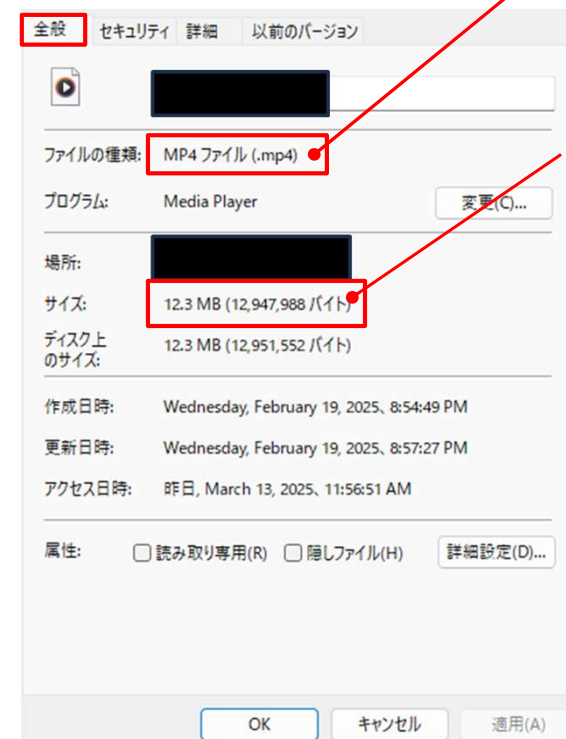 全般 セキュリティ 詳細 以前のバージョン
ファイルの種類: MP4 ファイル (.mp4)
プログラム: Media Player 変更(C)...
場所:
サイズ: 12.3 MB (12,947,988 バイト)
ディスク上
のサイズ: 12.3 MB (12,951,552 バイト)
作成日時: Wednesday, February 19, 2025、8:54:49 PM
更新日時: Wednesday, February 19, 2025、8:57:27 PM
アクセス日時: 昨日, March 13, 2025、11:56:51 AM
属性: 読み取り専用(R) 隠しファイル(H) 詳細設定(D)...
OK キャンセル 適用(A)